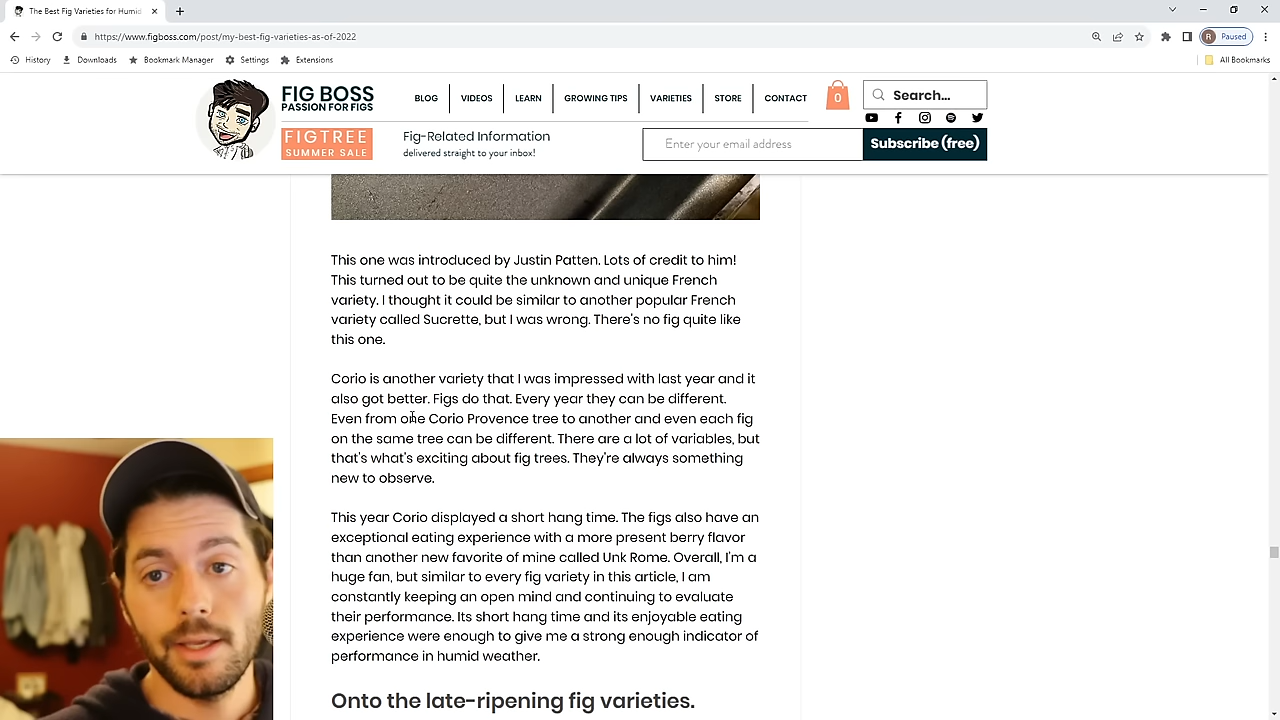 The Best Fig Varieties for Humid
https://www.figboss.com/post/my-best-fig-varieties-as-of-2022
R Paused
History Downloads Bookmark Manager Settings Extensions All Bookmarks
FIG BOSS
PASSION FOR FIGS
BLOG VIDEOS LEARN GROWING TIPS VARIETIES STORE CONTACT 0 Search...
FIGTREE
SUMMER SALE
Fig-Related Information
delivered straight to your inbox!
Enter your email address Subscribe (free)
This one was introduced by Justin Patten. Lots of credit to him!
This turned out to be quite the unknown and unique French
variety. I thought it could be similar to another popular French
variety called Sucrette, but I was wrong. There's no fig quite like
this one.
Corio is another variety that I was impressed with last year and it
also got better. Figs do that. Every year they can be different.
Even from one Corio Provence tree to another and even each fig
on the same tree can be different. There are a lot of variables, but
that's what's exciting about fig trees. They're always something
new to observe.
This year Corio displayed a short hang time. The figs also have an
exceptional eating experience with a more present berry flavor
than another new favorite of mine called Unk Rome. Overall, I'm a
huge fan, but similar to every fig variety in this article, I am
constantly keeping an open mind and continuing to evaluate
their performance. Its short hang time and its enjoyable eating
experience were enough to give me a strong enough indicator of
performance in humid weather.
Onto the late-ripening fig varieties.